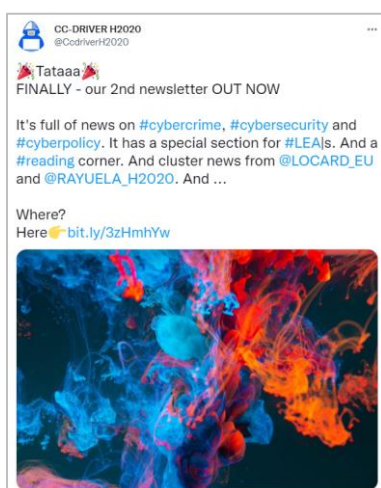 CC-DRIVER H2020
@CcdriverH2020
🎉Tataaa🎉
FINALLY - our 2nd newsletter OUT NOW
It's full of news on #cybercrime, #cybersecurity and
#cyberpolicy. It has a special section for #LEA|s. And a
#reading corner. And cluster news from @LOCARD_EU
and @RAYUELA_H2020. And ...
Where?
Here👉bit.ly/3zHmhYw